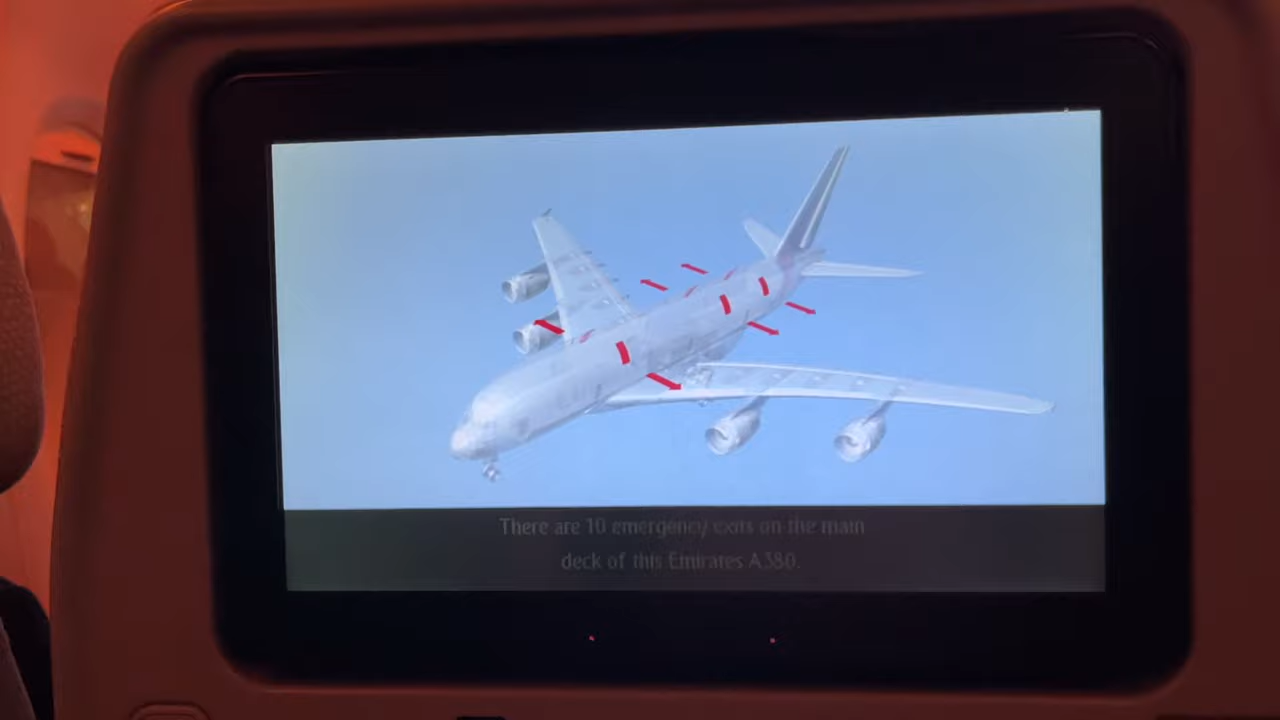 There are 10 emergency exits on the main
deck of this Emirates A380.